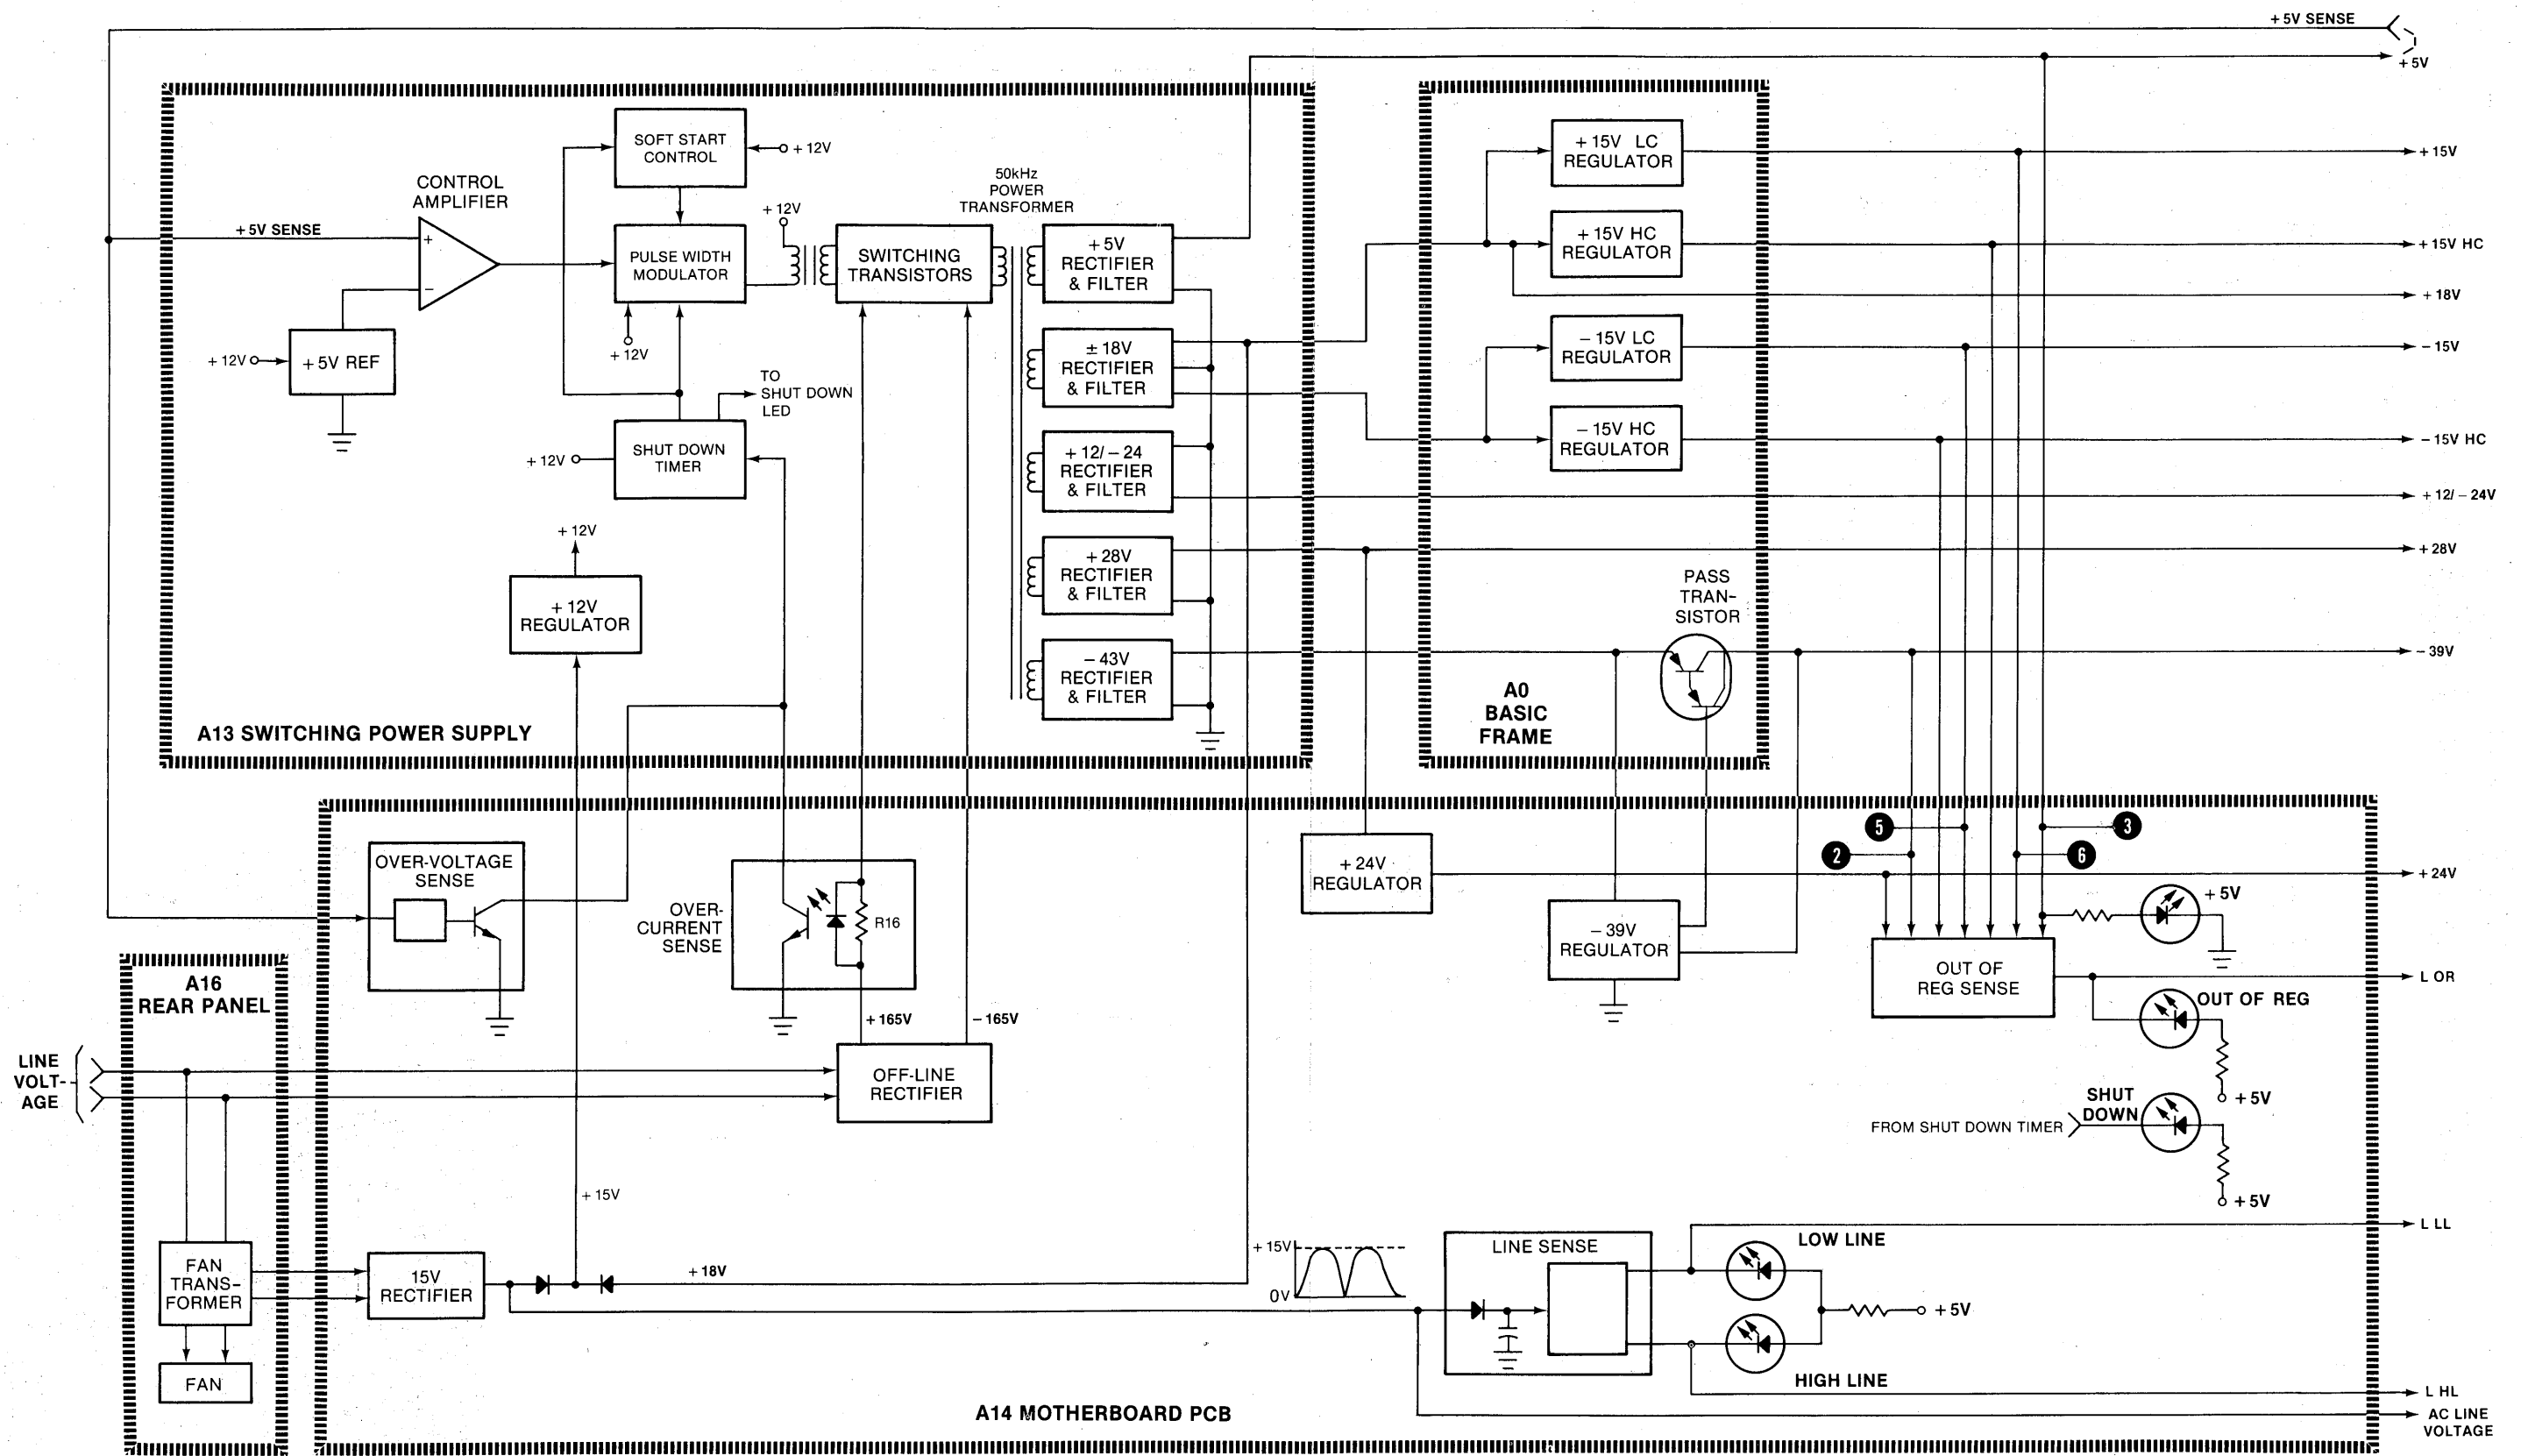 +5V SENSE
+5V
SOFT START
CONTROL
+12V
CONTROL
AMPLIFIER
+5V SENSE
+
−
+12V
+5V REF
PULSE WIDTH
MODULATOR
+12V
+12V
SWITCHING
TRANSISTORS
50kHz
POWER
TRANSFORMER
+5V
RECTIFIER
& FILTER
±18V
RECTIFIER
& FILTER
+12/−24
RECTIFIER
& FILTER
+28V
RECTIFIER
& FILTER
−43V
RECTIFIER
& FILTER
TO
SHUT DOWN
LED
+12V
SHUT DOWN
TIMER
+12V
+12V
REGULATOR
A13 SWITCHING POWER SUPPLY
+15V LC
REGULATOR
+15V HC
REGULATOR
−15V LC
REGULATOR
−15V HC
REGULATOR
PASS
TRAN-
SISTOR
A0
BASIC
FRAME
+15V
+15V HC
+18V
−15V
−15V HC
+12/−24V
+28V
−39V
OVER-VOLTAGE
SENSE
OVER-
CURRENT
SENSE
R16
+165V
−165V
OFF-LINE
RECTIFIER
+24V
REGULATOR
−39V
REGULATOR
5
3
2
6
+24V
+5V
OUT OF
REG SENSE
L OR
OUT OF REG
+5V
SHUT
DOWN
FROM SHUT DOWN TIMER
+5V
A16
REAR PANEL
LINE
VOLT-
AGE
FAN
TRANS-
FORMER
FAN
15V
RECTIFIER
+15V
+18V
+15V
0V
LINE SENSE
LOW LINE
L LL
+5V
HIGH LINE
L HL
AC LINE
VOLTAGE
A14 MOTHERBOARD PCB